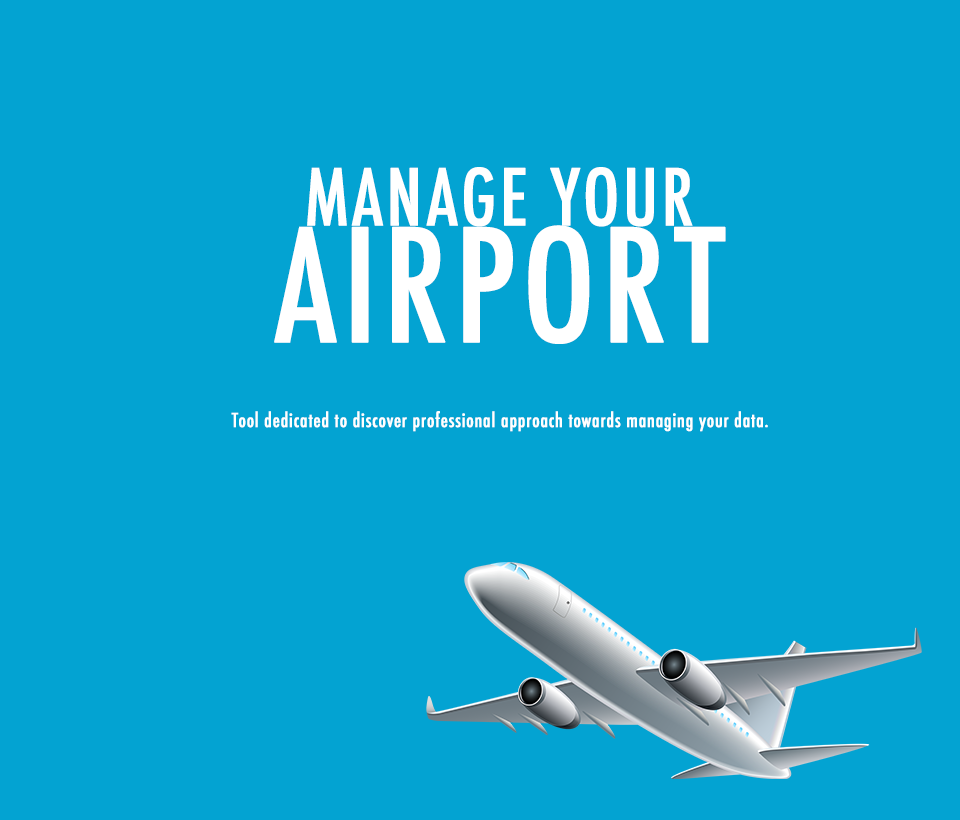 MANAGE YOUR
AIRPORT
Tool dedicated to discover professional approach towards managing your data.